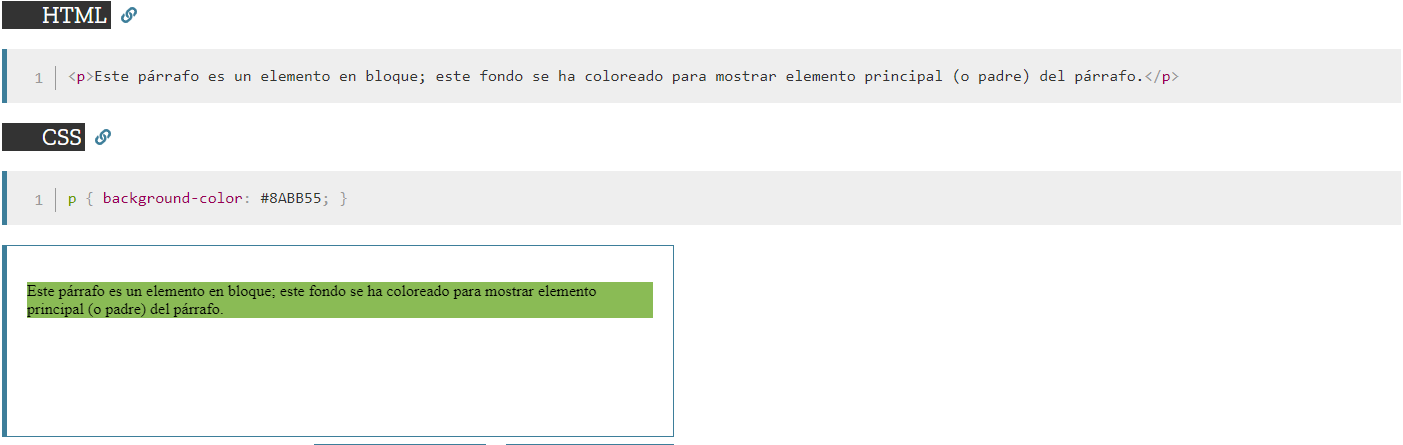 HTML
1 <p>Este párrafo es un elemento en bloque; este fondo se ha coloreado para mostrar elemento principal (o padre) del párrafo.</p>
CSS
1 p { background-color: #8ABB55; }
Este párrafo es un elemento en bloque; este fondo se ha coloreado para mostrar elemento
principal (o padre) del párrafo.